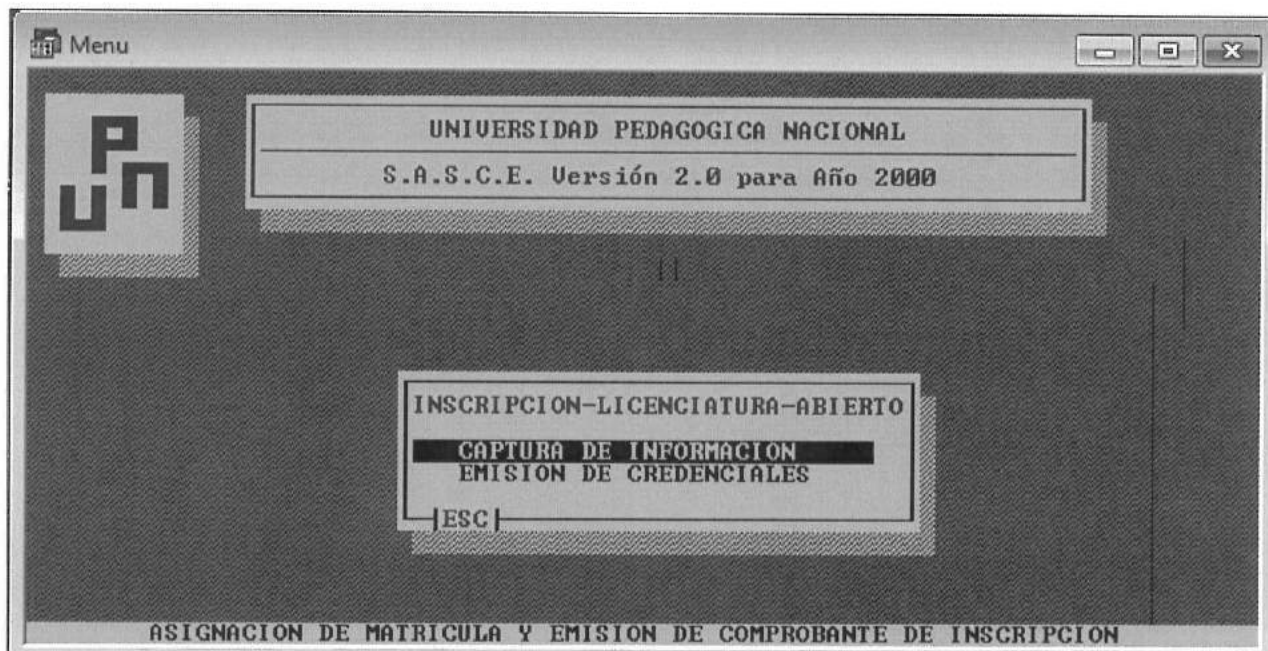 Menu
UPN
UNIVERSIDAD PEDAGOGICA NACIONAL
S.A.S.C.E. Versión 2.0 para Año 2000
INSCRIPCION-LICENCIATURA-ABIERTO
CAPTURA DE INFORMACION
EMISION DE CREDENCIALES
ESC
ASIGNACION DE MATRICULA Y EMISION DE COMPROBANTE DE INSCRIPCION